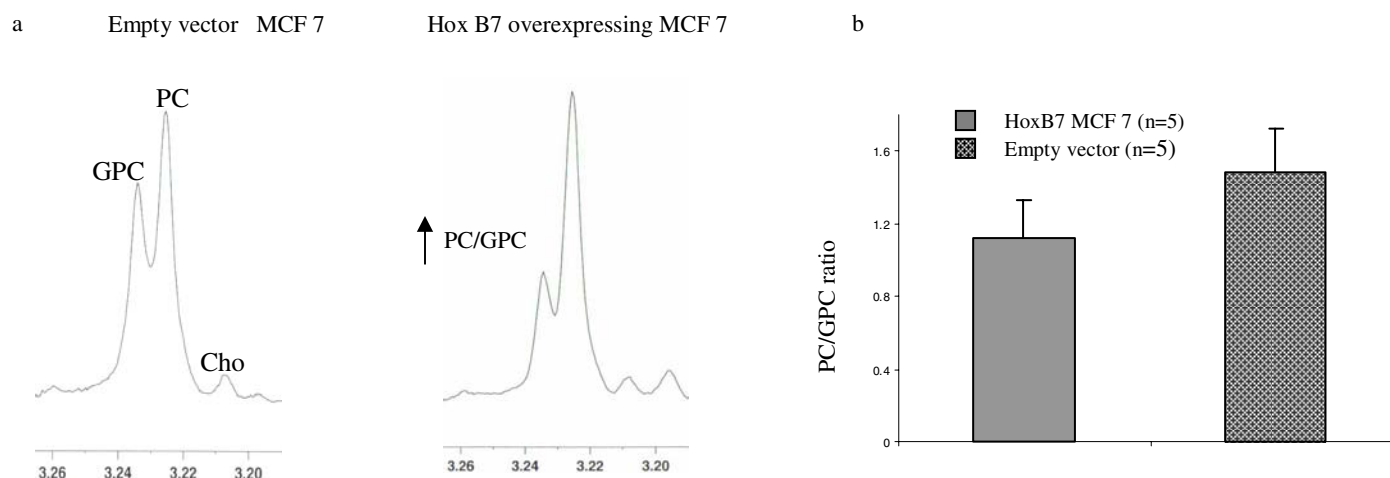 a
Empty vector MCF 7
Hox B7 overexpressing MCF 7
b
PC
GPC
Cho
3.26 3.24 3.22 3.20
PC/GPC
3.26 3.24 3.22 3.20
HoxB7 MCF 7 (n=5)
Empty vector (n=5)
PC/GPC ratio
1.6
1.2
0.8
0.4
0